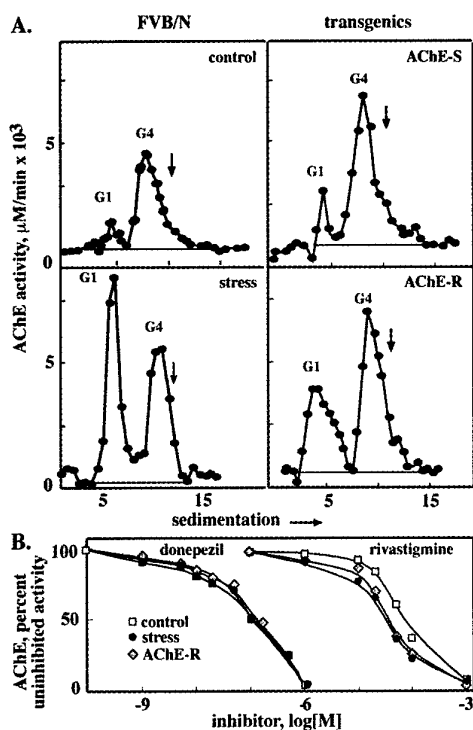 A.
FVB/N
transgenics
control
AChE-S
G1
G4
G1
G4
AChE activity, μM/min x 10³
5
0
stress
AChE-R
G1
G4
G1
G4
5
0
5
10
15
5
10
15
sedimentation
B.
donepezil
rivastigmine
AChE, percent
uninhibited activity
100
50
0
control
stress
AChE-R
-9
-6
-3
inhibitor, log[M]